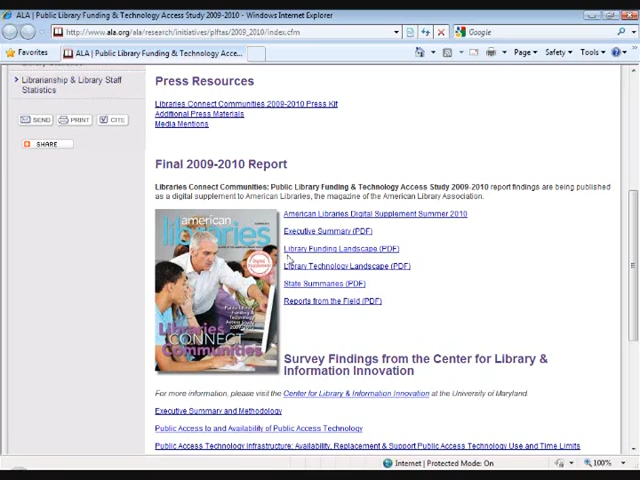 ALA | Public Library Funding & Technology Access Study 2009-2010 - Windows Internet Explorer
http://www.ala.org/ala/research/initiatives/plftas/2009_2010/index.cfm
Google
Favorites
ALA | Public Library Funding & Technology Acce...
Page
Safety
Tools
Librarianship & Library Staff
Statistics
SEND
PRINT
CITE
SHARE
Press Resources
Libraries Connect Communities 2009-2010 Press Kit
Additional Press Materials
Media Mentions
Final 2009-2010 Report
Libraries Connect Communities: Public Library Funding & Technology Access Study 2009-2010 report findings are being published
as a digital supplement to American Libraries, the magazine of the American Library Association.
american
libraries
Public Library
Funding &
Technology
Access Study
Libraries
CONNECT
Communities
American Libraries Digital Supplement Summer 2010
Executive Summary (PDF)
Library Funding Landscape (PDF)
Library Technology Landscape (PDF)
State Summaries (PDF)
Reports from the Field (PDF)
Survey Findings from the Center for Library &
Information Innovation
For more information, please visit the Center for Library & Information Innovation at the University of Maryland.
Executive Summary and Methodology
Public Access to and Availability of Public Access Technology
Public Access Technology Infrastructure: Availability, Replacement & Support Public Access Technology Use and Time Limits
Internet | Protected Mode: On
100%